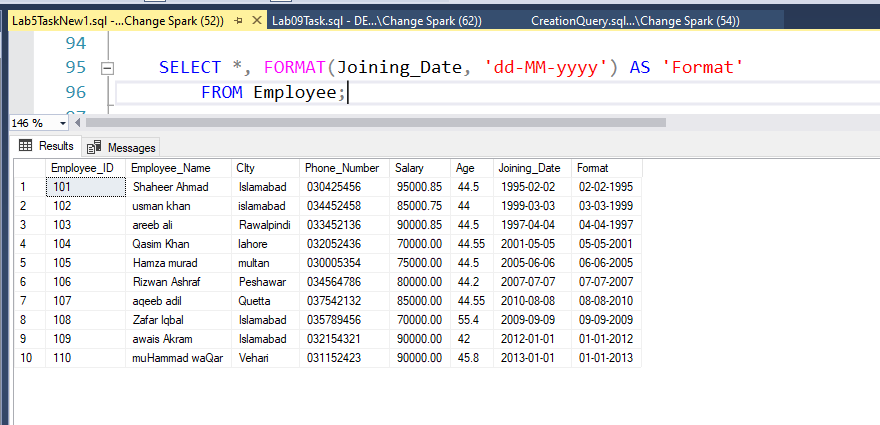 Lab5TaskNew1.sql -...Change Spark (52)) Lab09Task.sql - DE...\Change Spark (62)) CreationQuery.sql...\Change Spark (54))
94
95 SELECT *, FORMAT(Joining_Date, 'dd-MM-yyyy') AS 'Format'
96 FROM Employee;
146 %
Results Messages
Employee_ID Employee_Name CIty Phone_Number Salary Age Joining_Date Format
1 101 Shaheer Ahmad Islamabad 030425456 95000.85 44.5 1995-02-02 02-02-1995
2 102 usman khan islamabad 034452458 85000.75 44 1999-03-03 03-03-1999
3 103 areeb ali Rawalpindi 033452136 90000.85 44.5 1997-04-04 04-04-1997
4 104 Qasim Khan lahore 032052436 70000.00 44.55 2001-05-05 05-05-2001
5 105 Hamza murad multan 030005354 75000.00 44.5 2005-06-06 06-06-2005
6 106 Rizwan Ashraf Peshawar 034564786 80000.00 44.2 2007-07-07 07-07-2007
7 107 aqeeb adil Quetta 037542132 85000.00 44.55 2010-08-08 08-08-2010
8 108 Zafar Iqbal Islamabad 035789456 70000.00 55.4 2009-09-09 09-09-2009
9 109 awais Akram Islamabad 032154321 90000.00 42 2012-01-01 01-01-2012
10 110 muHammad waQar Vehari 031152423 90000.00 45.8 2013-01-01 01-01-2013